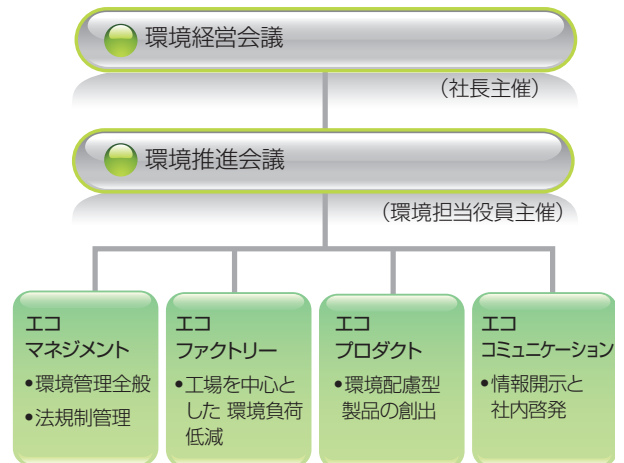 環境経営会議
（社長主催）
環境推進会議
（環境担当役員主催）
エコ
マネジメント
•環境管理全般
•法規制管理
エコ
ファクトリー
•工場を中心と
した 環境負荷
低減
エコ
プロダクト
•環境配慮型
製品の創出
エコ
コミュニケーション
•情報開示と
社内啓発